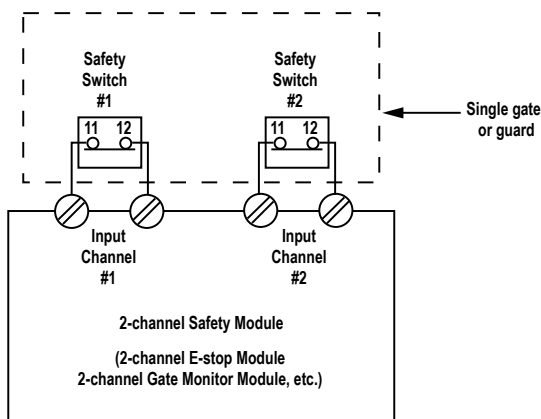 Safety
Switch
#1
Safety
Switch
#2
11 12
11 12
Single gate
or guard
Input
Channel
#1
Input
Channel
#2
2-channel Safety Module
(2-channel E-stop Module
2-channel Gate Monitor Module, etc.)